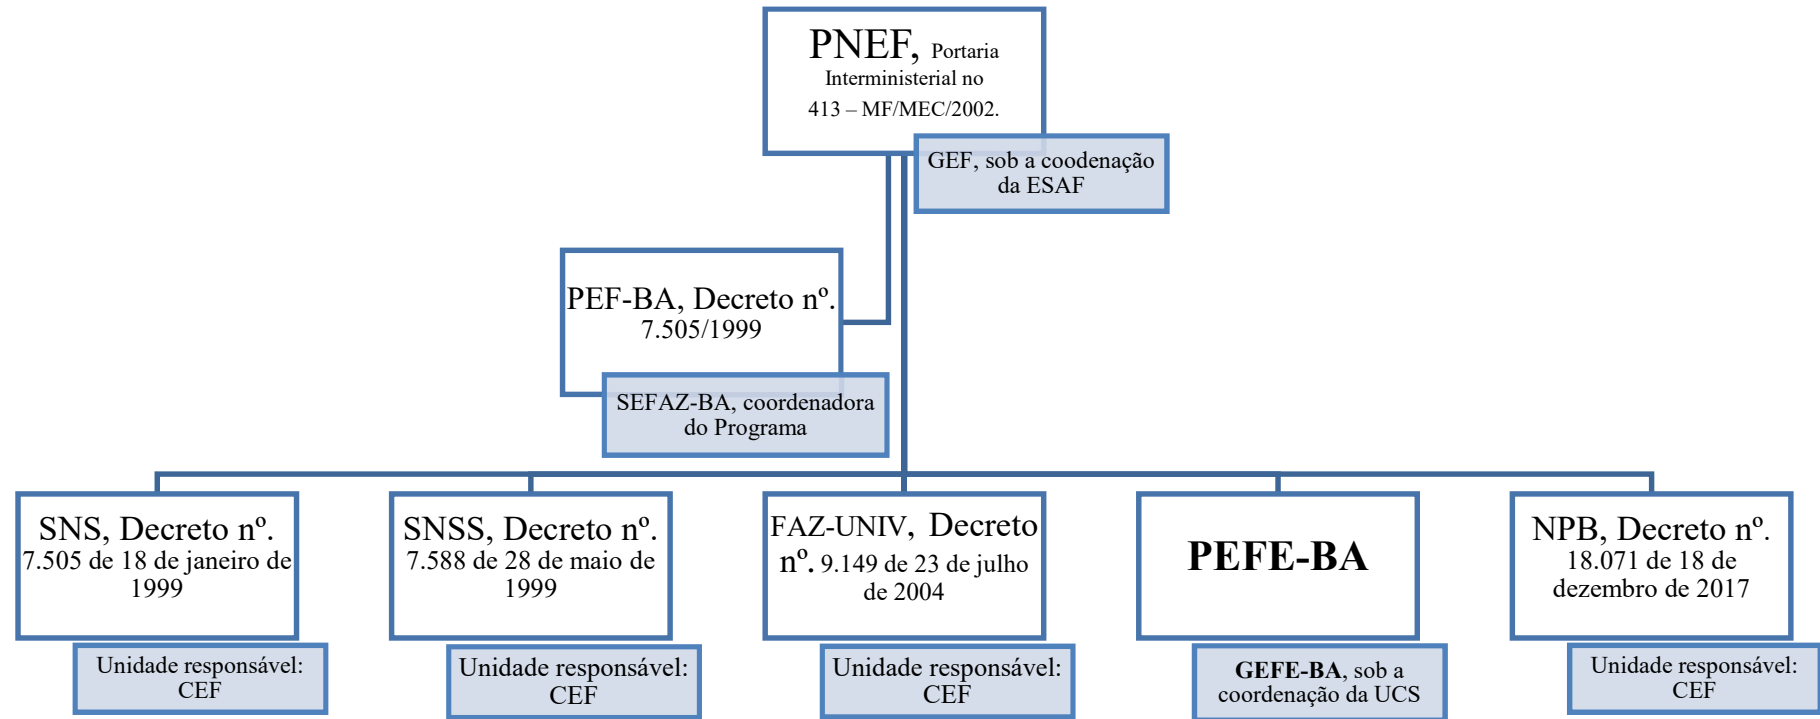 PNEF, Portaria
Interministerial no
413 – MF/MEC/2002.
GEF, sob a coodenação
da ESAF
PEF-BA, Decreto nº.
7.505/1999
SEFAZ-BA, coordenadora
do Programa
SNS, Decreto nº.
7.505 de 18 de janeiro de
1999
Unidade responsável:
CEF
SNSS, Decreto nº.
7.588 de 28 de maio de
1999
Unidade responsável:
CEF
FAZ-UNIV, Decreto
nº. 9.149 de 23 de julho
de 2004
Unidade responsável:
CEF
PEFE-BA
GEFE-BA, sob a
coordenação da UCS
NPB, Decreto nº.
18.071 de 18 de
dezembro de 2017
Unidade responsável:
CEF